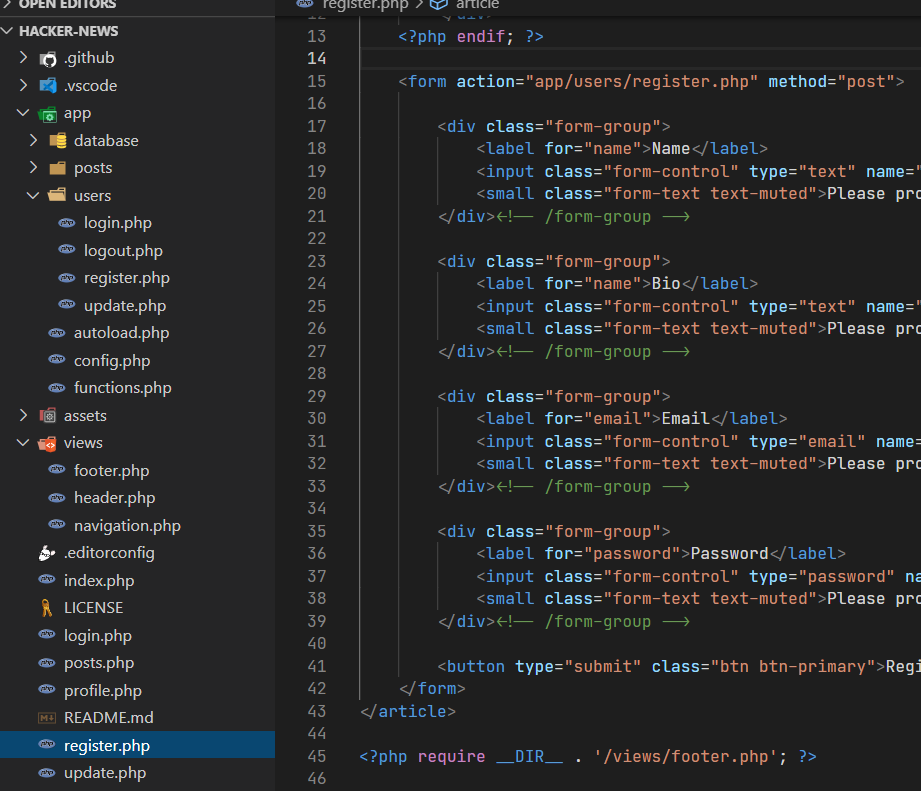 OPEN EDITORS
HACKER-NEWS
.github
.vscode
app
database
posts
users
login.php
logout.php
register.php
update.php
autoload.php
config.php
functions.php
assets
views
footer.php
header.php
navigation.php
.editorconfig
index.php
LICENSE
login.php
posts.php
profile.php
README.md
register.php
update.php
register.php > article
12 </div>
13 <?php endif; ?>
14
15 <form action="app/users/register.php" method="post">
16
17 <div class="form-group">
18 <label for="name">Name</label>
19 <input class="form-control" type="text" name="
20 <small class="form-text text-muted">Please pro
21 </div><!-- /form-group -->
22
23 <div class="form-group">
24 <label for="name">Bio</label>
25 <input class="form-control" type="text" name="
26 <small class="form-text text-muted">Please pro
27 </div><!-- /form-group -->
28
29 <div class="form-group">
30 <label for="email">Email</label>
31 <input class="form-control" type="email" name=
32 <small class="form-text text-muted">Please pro
33 </div><!-- /form-group -->
34
35 <div class="form-group">
36 <label for="password">Password</label>
37 <input class="form-control" type="password" na
38 <small class="form-text text-muted">Please pro
39 </div><!-- /form-group -->
40
41 <button type="submit" class="btn btn-primary">Regi
42 </form>
43 </article>
44
45 <?php require __DIR__ . '/views/footer.php'; ?>
46